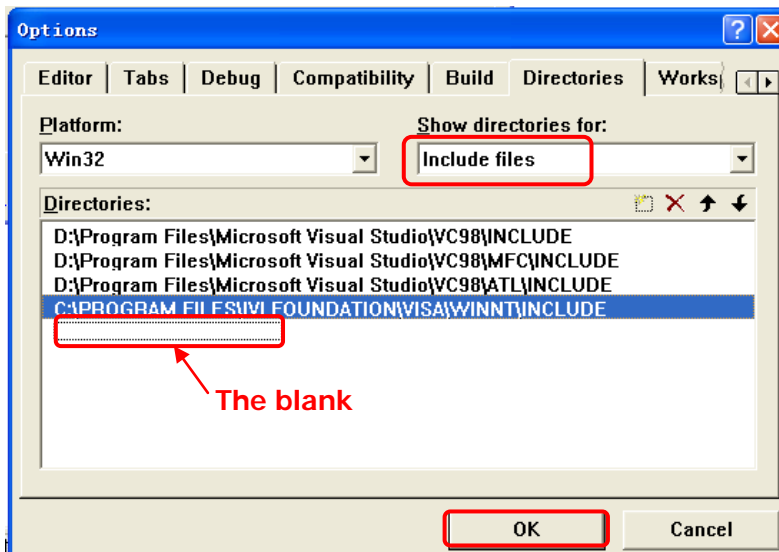 Options
Editor Tabs Debug Compatibility Build Directories Works
Platform: Show directories for:
Win32 Include files
Directories:
D:\Program Files\Microsoft Visual Studio\VC98\INCLUDE
D:\Program Files\Microsoft Visual Studio\VC98\MFC\INCLUDE
D:\Program Files\Microsoft Visual Studio\VC98\ATL\INCLUDE
C:\PROGRAM FILES\IVI FOUNDATION\VISA\WINNT\INCLUDE
The blank
OK Cancel